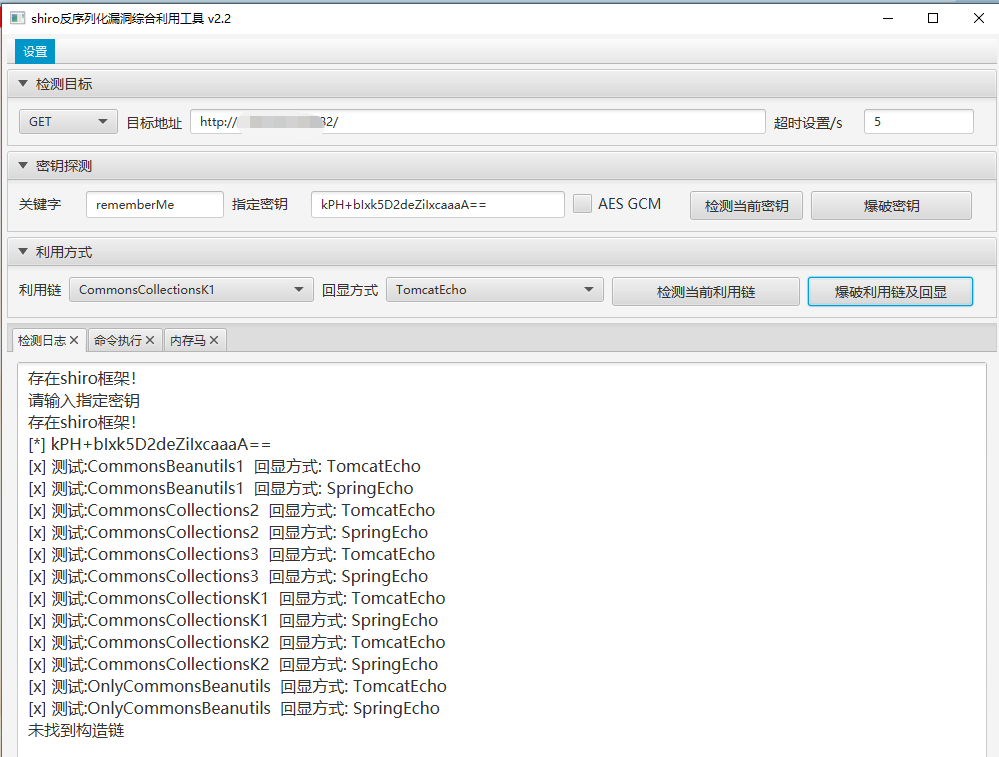 shiro反序列化漏洞综合利用工具 v2.2
设置
检测目标
GET 目标地址 http:// 32/ 超时设置/s 5
密钥探测
关键字 rememberMe 指定密钥 kPH+bIxk5D2deZiIxcaaaA== AES GCM 检测当前密钥 爆破密钥
利用方式
利用链 CommonsCollectionsK1 回显方式 TomcatEcho 检测当前利用链 爆破利用链及回显
检测日志 命令执行 内存马
存在shiro框架!
请输入指定密钥
存在shiro框架!
[*] kPH+bIxk5D2deZiIxcaaaA==
[x] 测试:CommonsBeanutils1 回显方式: TomcatEcho
[x] 测试:CommonsBeanutils1 回显方式: SpringEcho
[x] 测试:CommonsCollections2 回显方式: TomcatEcho
[x] 测试:CommonsCollections2 回显方式: SpringEcho
[x] 测试:CommonsCollections3 回显方式: TomcatEcho
[x] 测试:CommonsCollections3 回显方式: SpringEcho
[x] 测试:CommonsCollectionsK1 回显方式: TomcatEcho
[x] 测试:CommonsCollectionsK1 回显方式: SpringEcho
[x] 测试:CommonsCollectionsK2 回显方式: TomcatEcho
[x] 测试:CommonsCollectionsK2 回显方式: SpringEcho
[x] 测试:OnlyCommonsBeanutils 回显方式: TomcatEcho
[x] 测试:OnlyCommonsBeanutils 回显方式: SpringEcho
未找到构造链